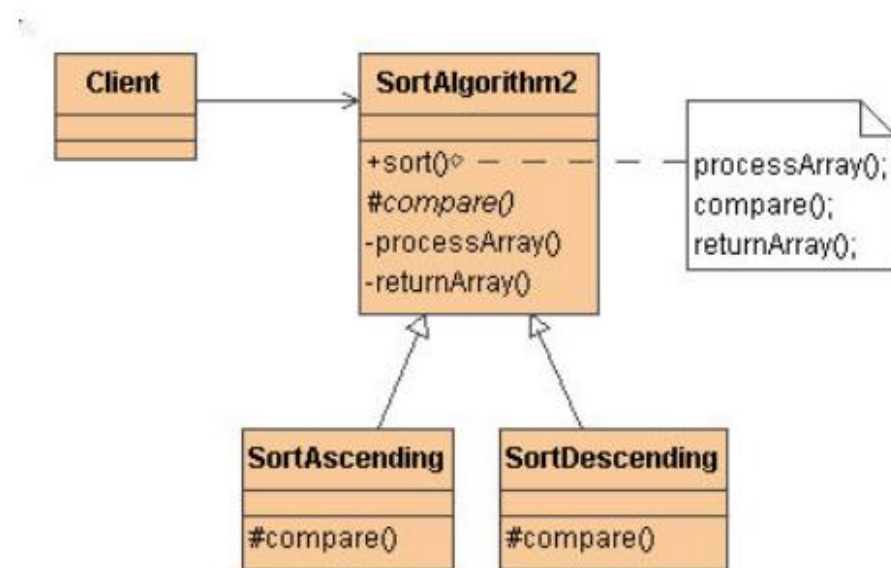 Client
SortAlgorithm2
+sort()
#compare()
-processArray()
-returnArray()
processArray();
compare();
returnArray();
SortAscending
#compare()
SortDescending
#compare()